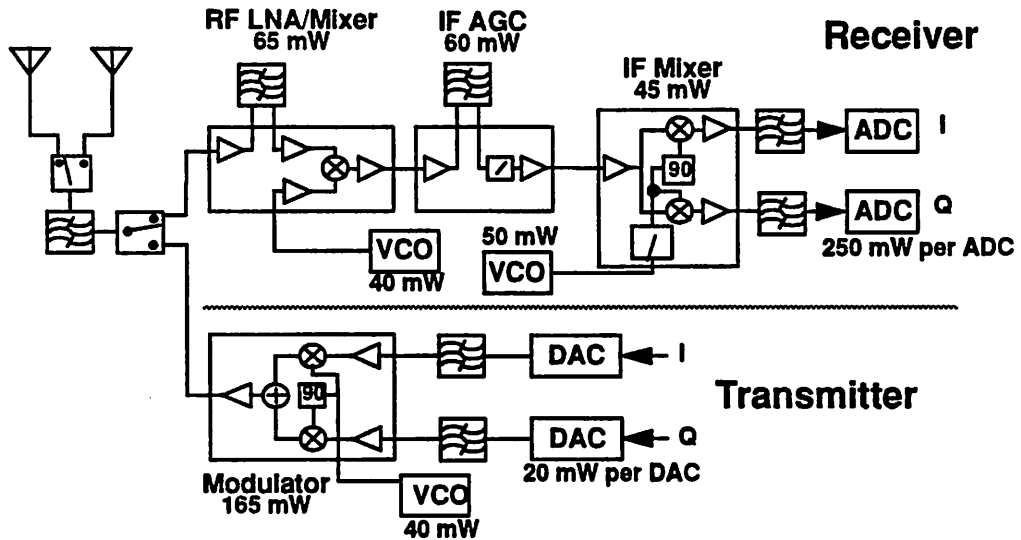 RF LNA/Mixer
65 mW
IF AGC
60 mW
Receiver
IF Mixer
45 mW
ADC
I
90
ADC
Q
250 mW per ADC
VCO
40 mW
50 mW
VCO
DAC
I
Transmitter
90
DAC
Q
20 mW per DAC
Modulator
165 mW
VCO
40 mW